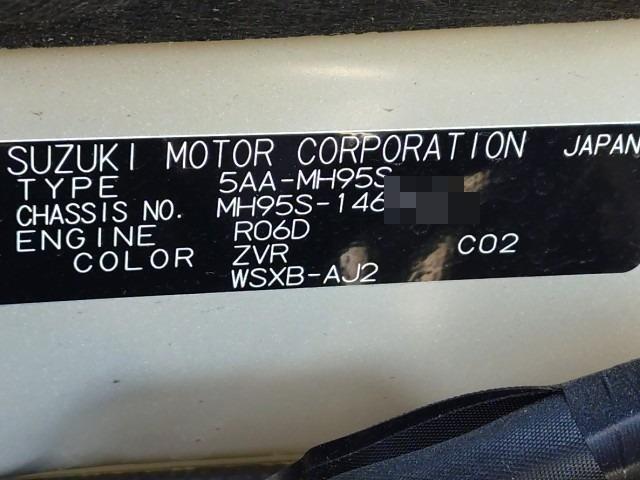 SUZUKI MOTOR CORPORATION JAPAN
TYPE 5AA-MH95S
CHASSIS NO. MH95S-146
ENGINE R06D
COLOR ZVR C02
WSXB-AJ2